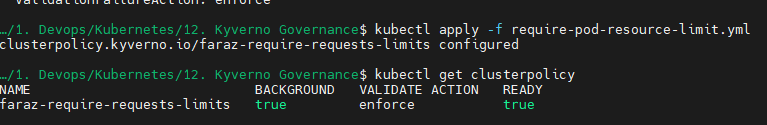 validationFailureAction: enforce
…/1. Devops/Kubernetes/12. Kyverno Governance$ kubectl apply -f require-pod-resource-limit.yml
clusterpolicy.kyverno.io/faraz-require-requests-limits configured
…/1. Devops/Kubernetes/12. Kyverno Governance$ kubectl get clusterpolicy
NAME BACKGROUND VALIDATE ACTION READY
faraz-require-requests-limits true enforce true